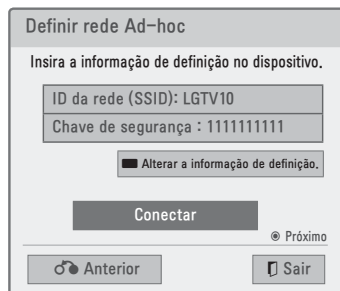 Definir rede Ad-hoc
Insira a informação de definição no dispositivo.
ID da rede (SSID): LGTV10
Chave de segurança : 1111111111
Alterar a informação de definição.
Conectar
Próximo
Anterior
Sair